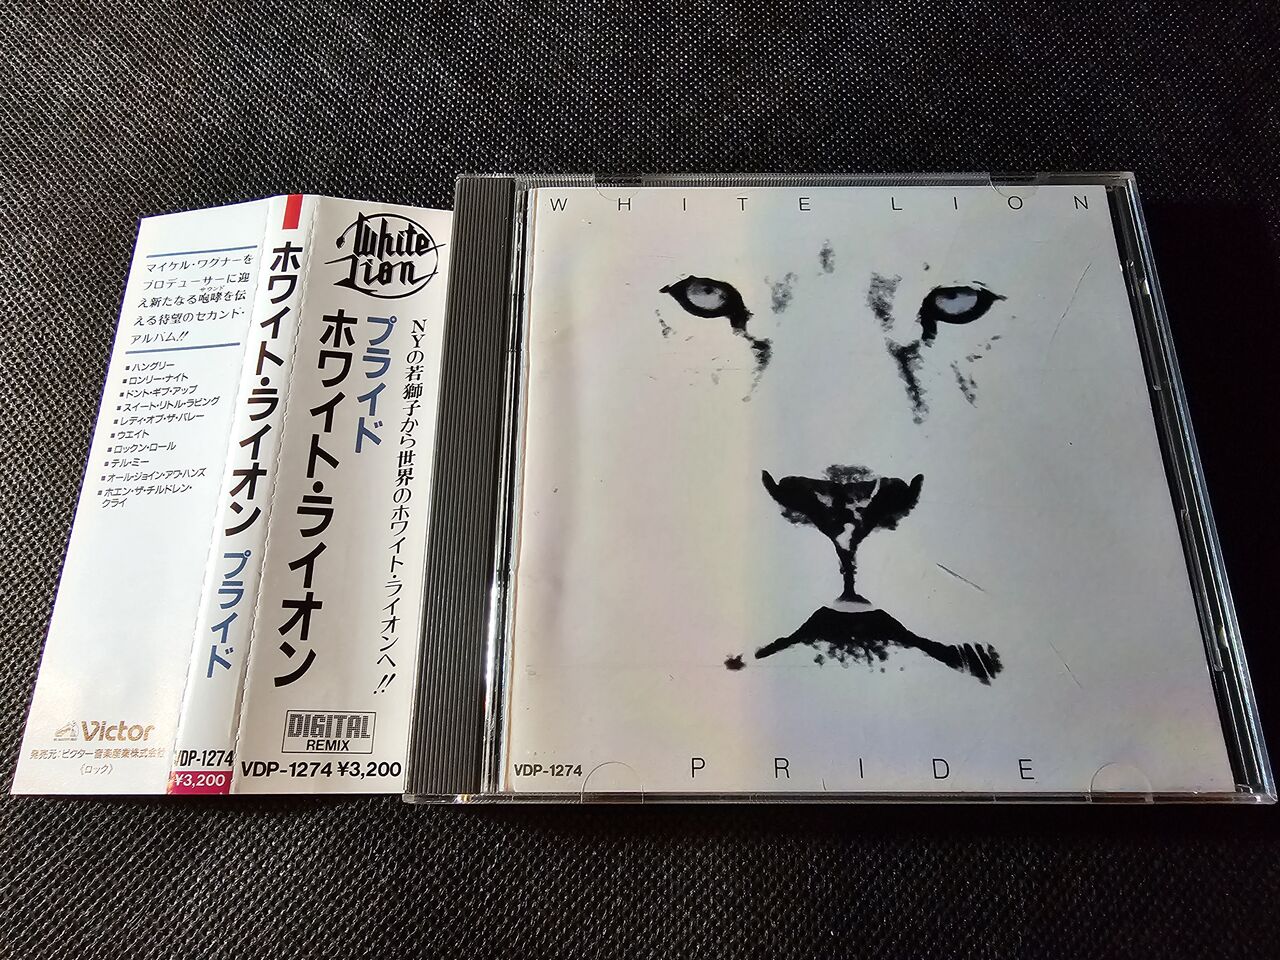 マイケル・ワグナーを
プロデューサーに迎
え新たなる咆哮を伝
サウンド
える待望のセカンド・
アルバム!!
■ハングリー
■ロンリー・ナイト
■ドント・ギブ・アップ
■スイート・リトル・ラビング
■レディ・オブ・ザ・バレー
■ウエイト
■ロックン・ロール
■テル・ミー
■オール・ジョイン・アワ・ハンズ
■ホエン・ザ・チルドレン・
クライ
Victor
発売元:ビクター音楽産業株式会社
《ロック》
ホワイト・ライオン プライド
VDP-1274
¥3,200
White
Lion
NYの若獅子から世界のホワイト・ライオンへ!!
プライド
ホワイト・ライオン
DIGITAL
REMIX
VDP-1274 ¥3,200
WHITE LION
VDP-1274
PRIDE